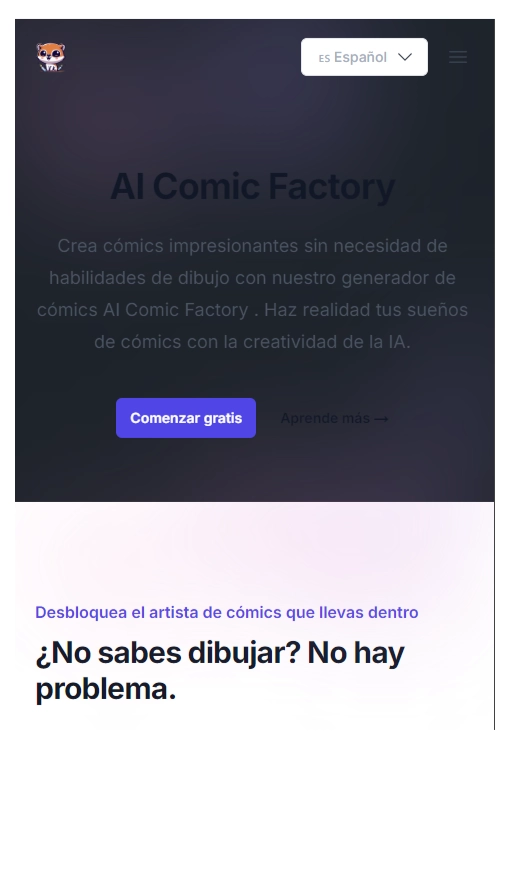 ES Español
AI Comic Factory
Crea cómics impresionantes sin necesidad de
habilidades de dibujo con nuestro generador de
cómics AI Comic Factory . Haz realidad tus sueños
de cómics con la creatividad de la IA.
Comenzar gratis
Aprende más →
Desbloquea el artista de cómics que llevas dentro
¿No sabes dibujar? No hay
problema.